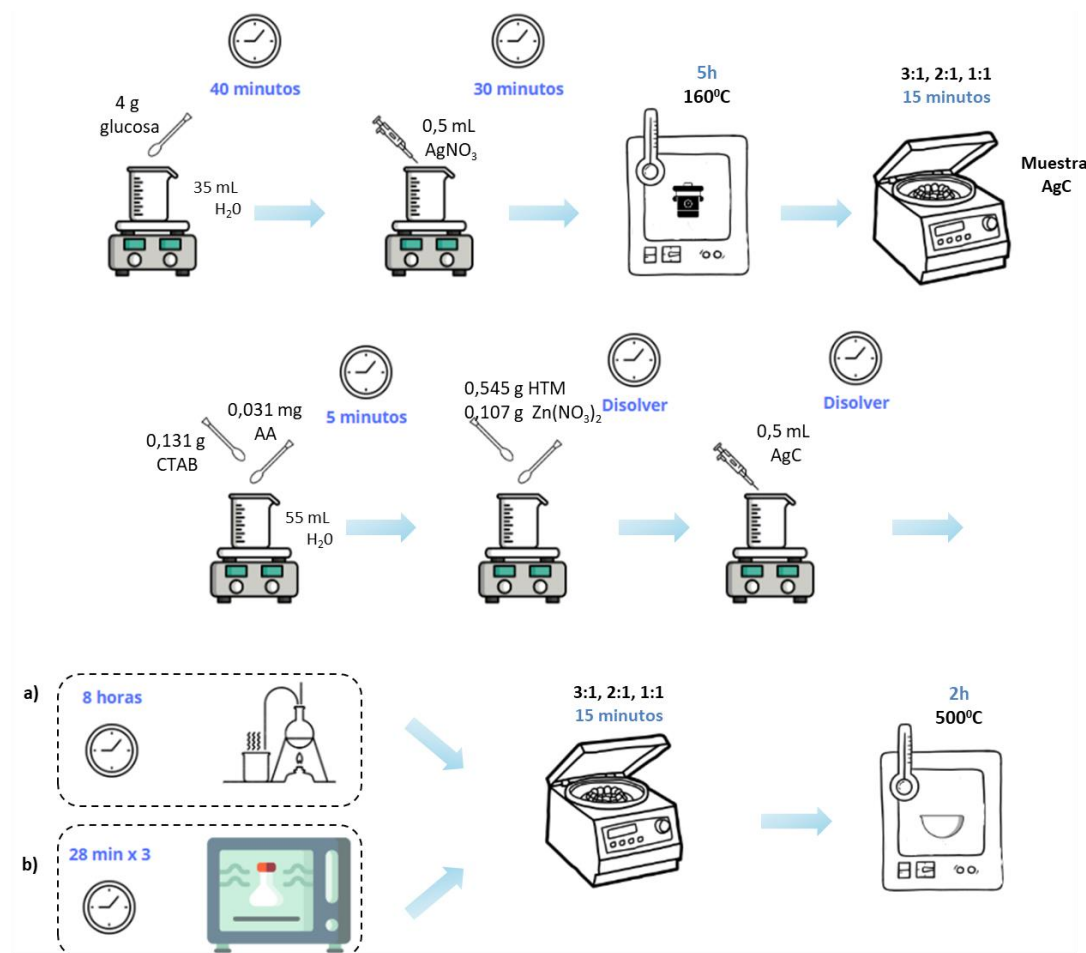 40 minutos
30 minutos
5h
160⁰C
3:1, 2:1, 1:1
15 minutos
4 g
glucosa
35 mL
H₂0
0,5 mL
AgNO₃
Muestra
AgC
5 minutos
Disolver
Disolver
0,131 g
CTAB
0,031 mg
AA
55 mL
H₂0
0,545 g HTM
0,107 g Zn(NO₃)₂
0,5 mL
AgC
a)
8 horas
b)
28 min x 3
3:1, 2:1, 1:1
15 minutos
2h
500⁰C